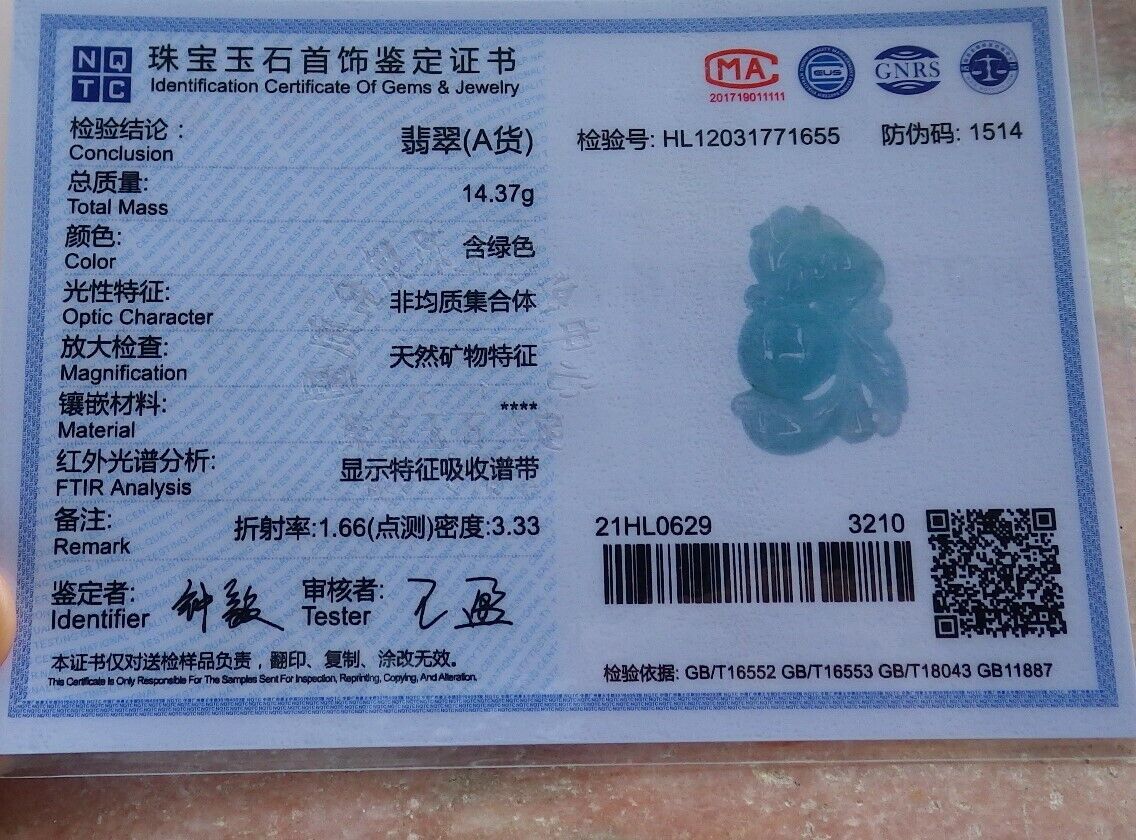 NQTC
珠宝玉石首饰鉴定证书
Identification Certificate Of Gems & Jewelry
MA
201719011111
GNRS
检验结论：
Conclusion
翡翠(A货)
检验号: HL12031771655
防伪码: 1514
总质量:
Total Mass
14.37g
颜色:
Color
含绿色
光性特征:
Optic Character
非均质集合体
放大检查:
Magnification
天然矿物特征
镶嵌材料:
Material
****
红外光谱分析:
FTIR Analysis
显示特征吸收谱带
备注:
Remark
折射率:1.66(点测)密度:3.33
21HL0629
3210
鉴定者:
Identifier
审核者:
Tester
本证书仅对送检样品负责，翻印、复制、涂改无效。
This Certificate Is Only Responsible For The Samples Sent For Inspection, Reprinting, Copying, And Alteration.
检验依据: GB/T16552 GB/T16553 GB/T18043 GB11887